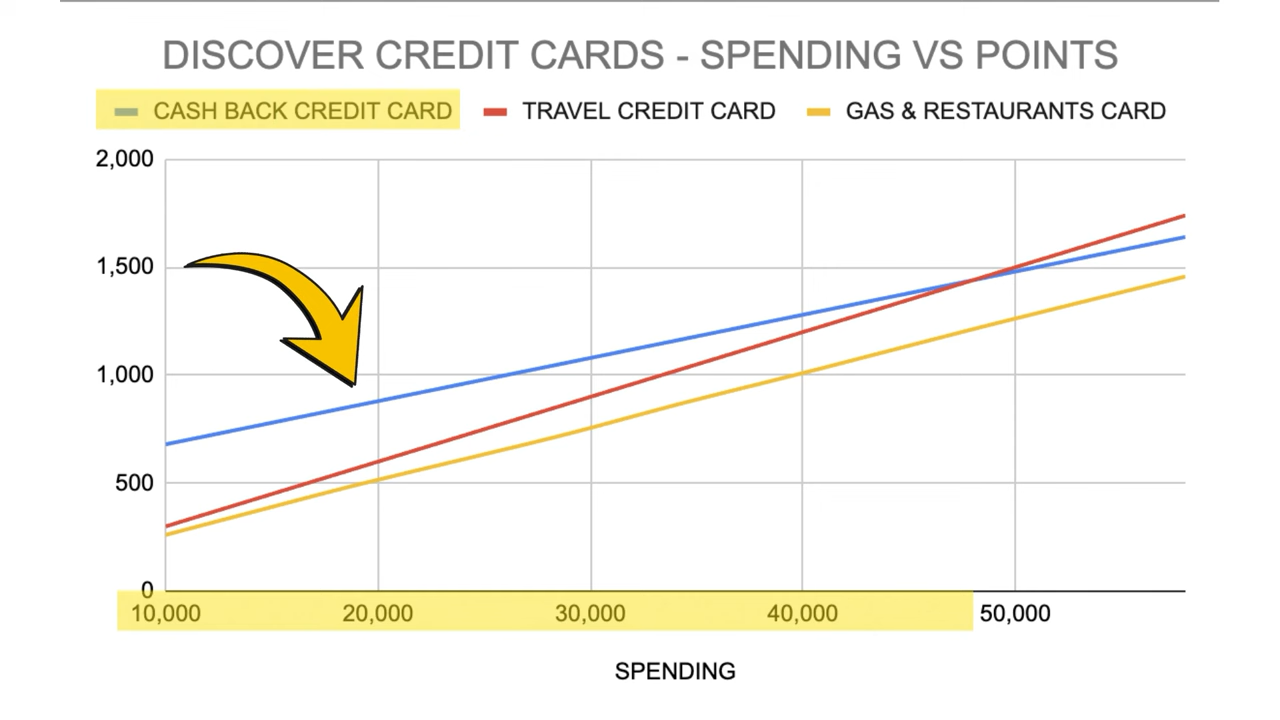 DISCOVER CREDIT CARDS - SPENDING VS POINTS
CASH BACK CREDIT CARD TRAVEL CREDIT CARD GAS & RESTAURANTS CARD
2,000
1,500
1,000
500
0
10,000 20,000 30,000 40,000 50,000
SPENDING